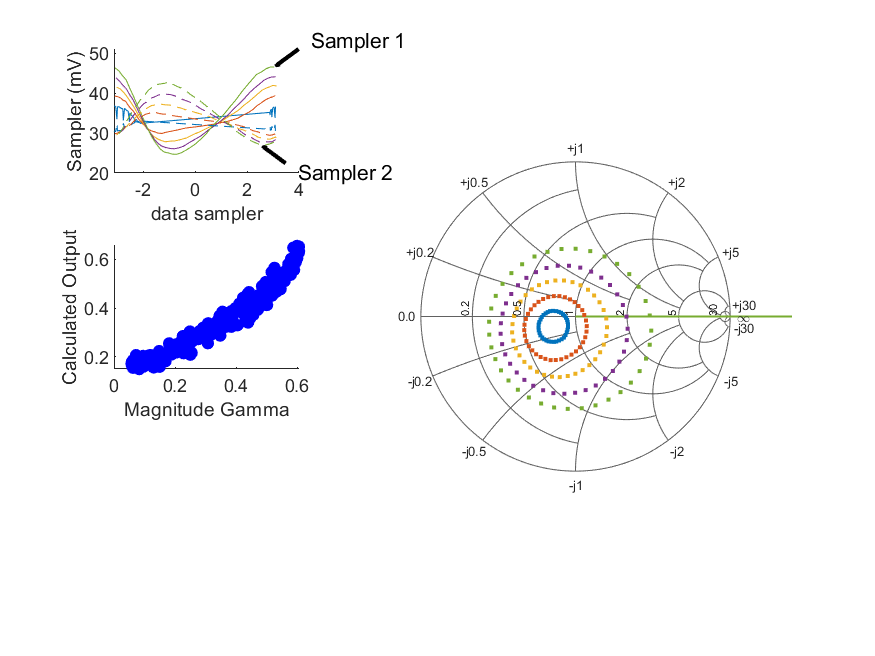 Sampler 1
50
40
30
20
Sampler (mV)
-2
0
2
4
data sampler
Sampler 2
0.6
0.4
0.2
Calculated Output
0
0.2
0.4
0.6
Magnitude Gamma
+j1
+j0.5
+j2
+j0.2
+j5
0.0
0.2
0.5
1
2
5
30
+j30
-j30
-j0.2
-j5
-j0.5
-j2
-j1